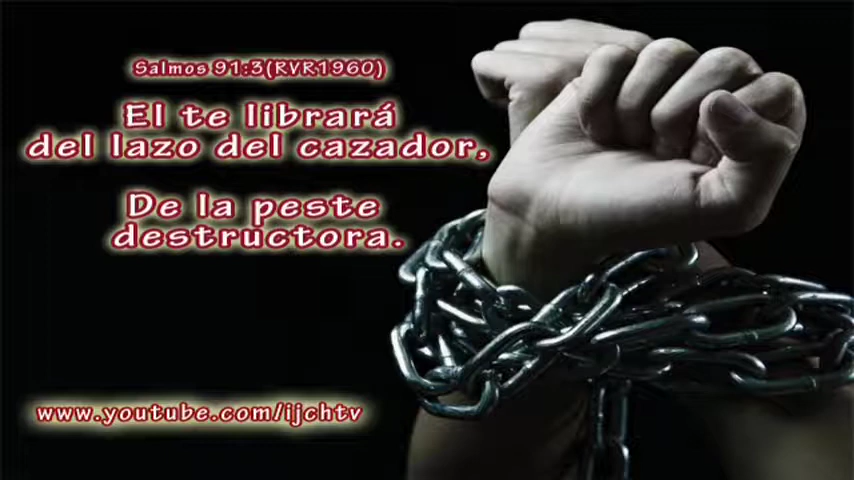 Salmos 91:3(RVR1960)
El te librará
del lazo del cazador,
De la peste
destructora.
www.youtube.com/ijchtv